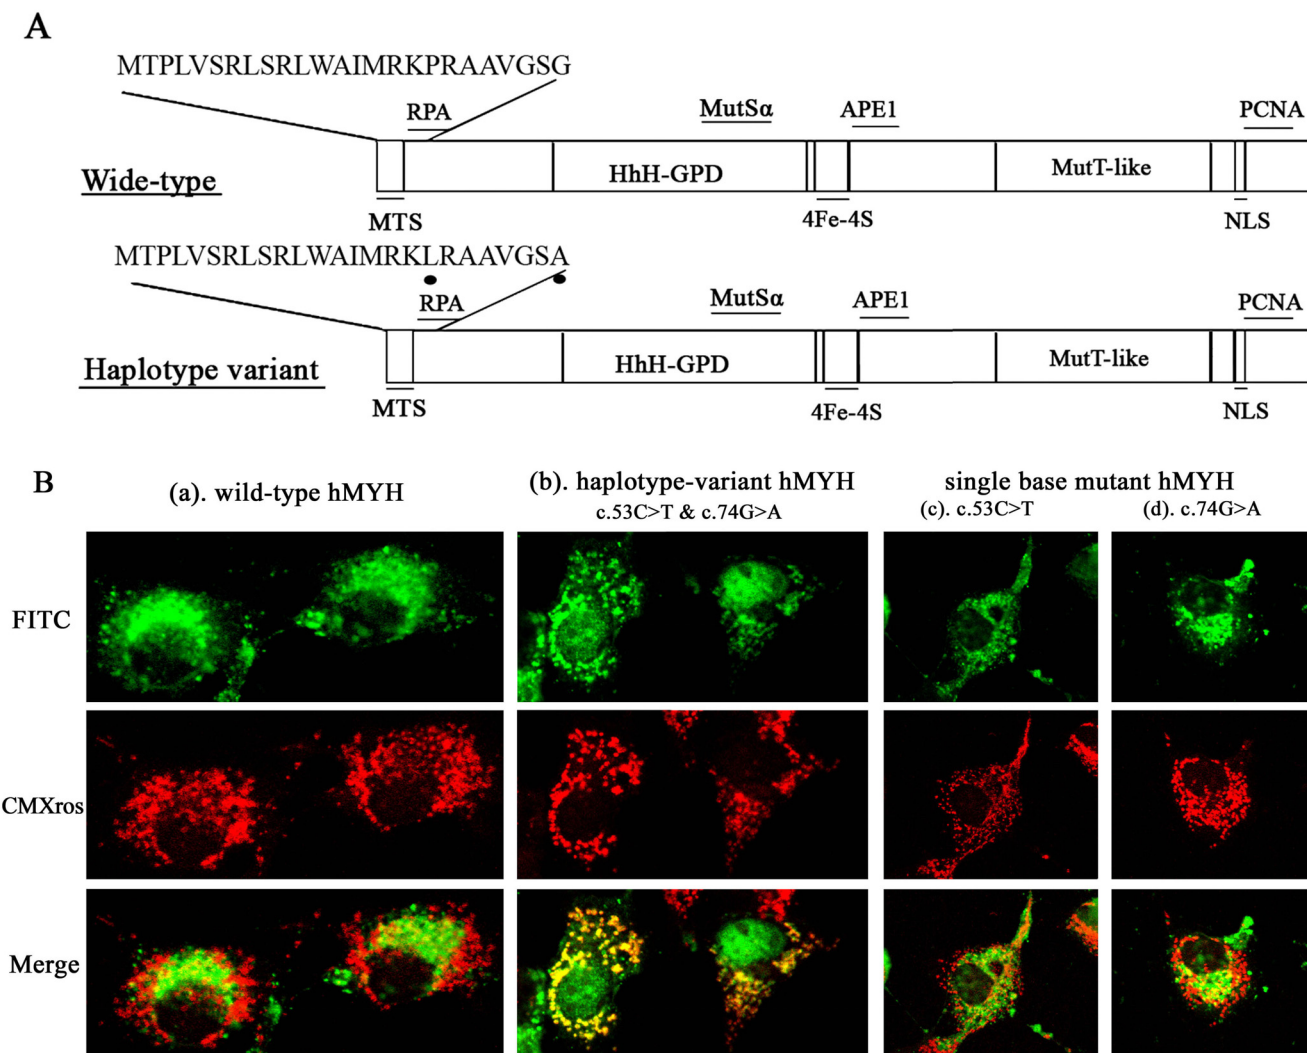 A
MTPLVSRLSRLWAIMRKPRAAVGSG
RPA
MutSα
APE1
PCNA
Wide-type
HhH-GPD
MutT-like
MTS
4Fe-4S
NLS
MTPLVSRLSRLWAIMRKLRAAVGSA
RPA
MutSα
APE1
PCNA
Haplotype variant
HhH-GPD
MutT-like
MTS
4Fe-4S
NLS
B
(a). wild-type hMYH
(b). haplotype-variant hMYH
c.53C>T & c.74G>A
single base mutant hMYH
(c). c.53C>T
(d). c.74G>A
FITC
CMXros
Merge